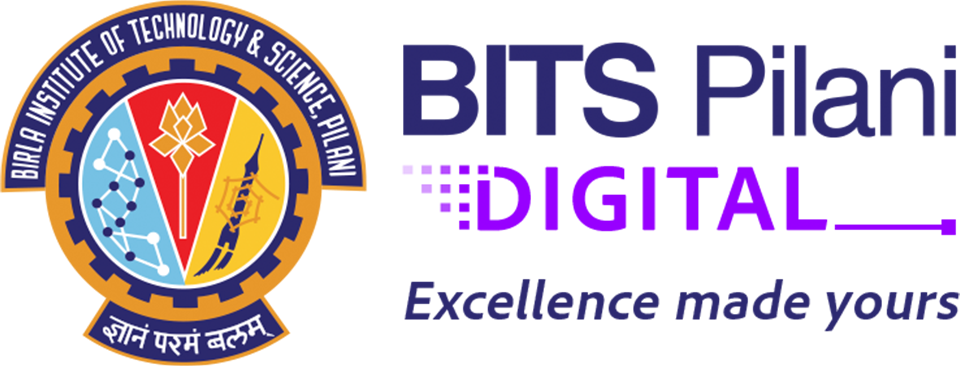 BIRLA INSTITUTE OF TECHNOLOGY & SCIENCE, PILANI
ज्ञानं परमं बलम्
BITS Pilani
DIGITAL
Excellence made yours